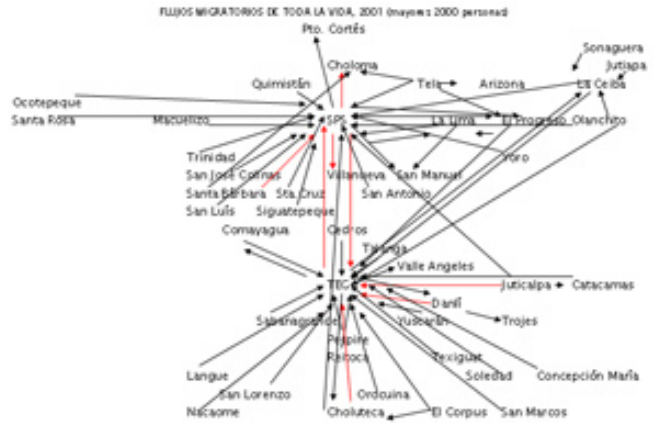 FLUJOS MIGRATORIOS DE TODA LA VIDA, 2001 (mayores 2000 personas)
Pto. Cortés
Sonaguera
Choloma
Jutiapa
Quimistán
Tela
Arizona
La Ceiba
Ocotepeque
Santa Rosa
Macuelizo
SPS
La Lima
El Progreso
Olanchito
Trinidad
Yoro
San José Colinas
Villanueva
San Manuel
Santa Bárbara
Sta. Cruz
San Antonio
San Luís
Siguatepeque
Comayagua
Cedros
Talanga
Valle Angeles
TEG
Juticalpa
Catacamas
Danlí
Sabanagrande
Yuscarán
Trojes
Pespire
Reitoca
Texiguat
Langue
Soledad
Concepción María
San Lorenzo
Orocuina
Nacaome
Choluteca
El Corpus
San Marcos